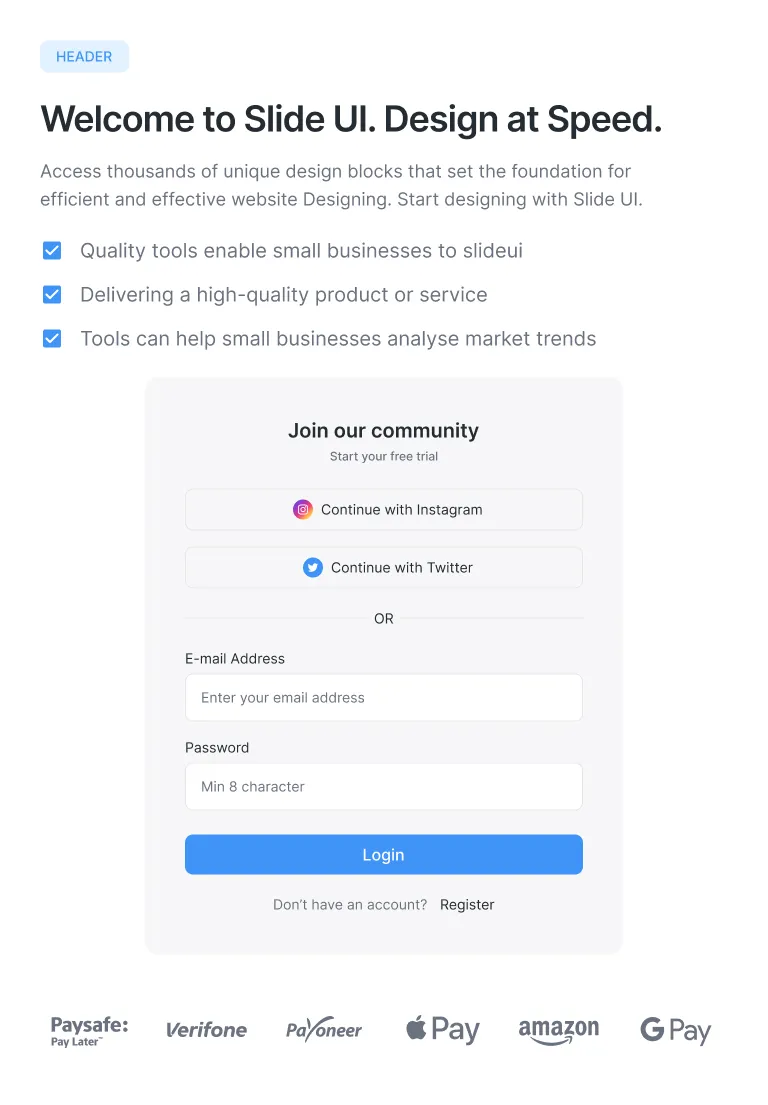 HEADER
Welcome to Slide UI. Design at Speed.
Access thousands of unique design blocks that set the foundation for
efficient and effective website Designing. Start designing with Slide UI.
Quality tools enable small businesses to slideui
Delivering a high-quality product or service
Tools can help small businesses analyse market trends
Join our community
Start your free trial
Continue with Instagram
Continue with Twitter
OR
E-mail Address
Enter your email address
Password
Min 8 character
Login
Don’t have an account? Register
Paysafe:
Pay Later™
Verifone
Payoneer
Pay
amazon
G Pay